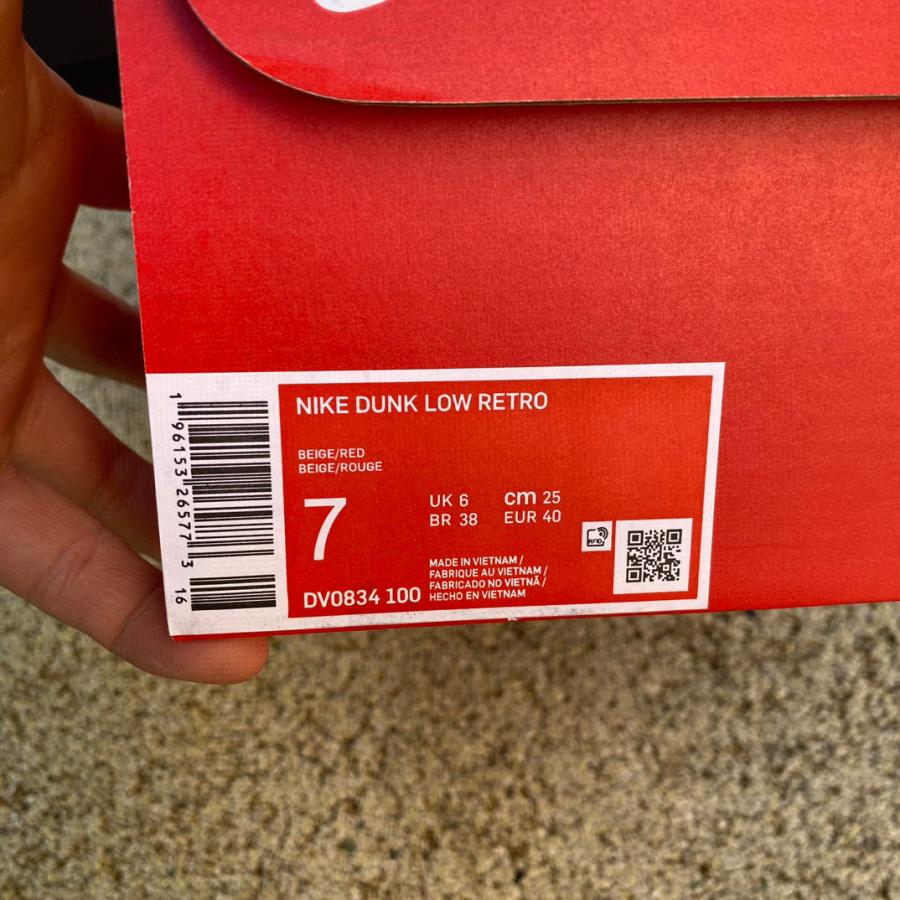 NIKE DUNK LOW RETRO
BEIGE/RED
BEIGE/ROUGE
7
UK 6 cm 25
BR 38 EUR 40
MADE IN VIETNAM /
FABRIQUE AU VIETNAM /
FABRICADO NO VIETNÃ /
HECHO EN VIETNAM
DV0834 100
RFID
1 96153 26577 3
16